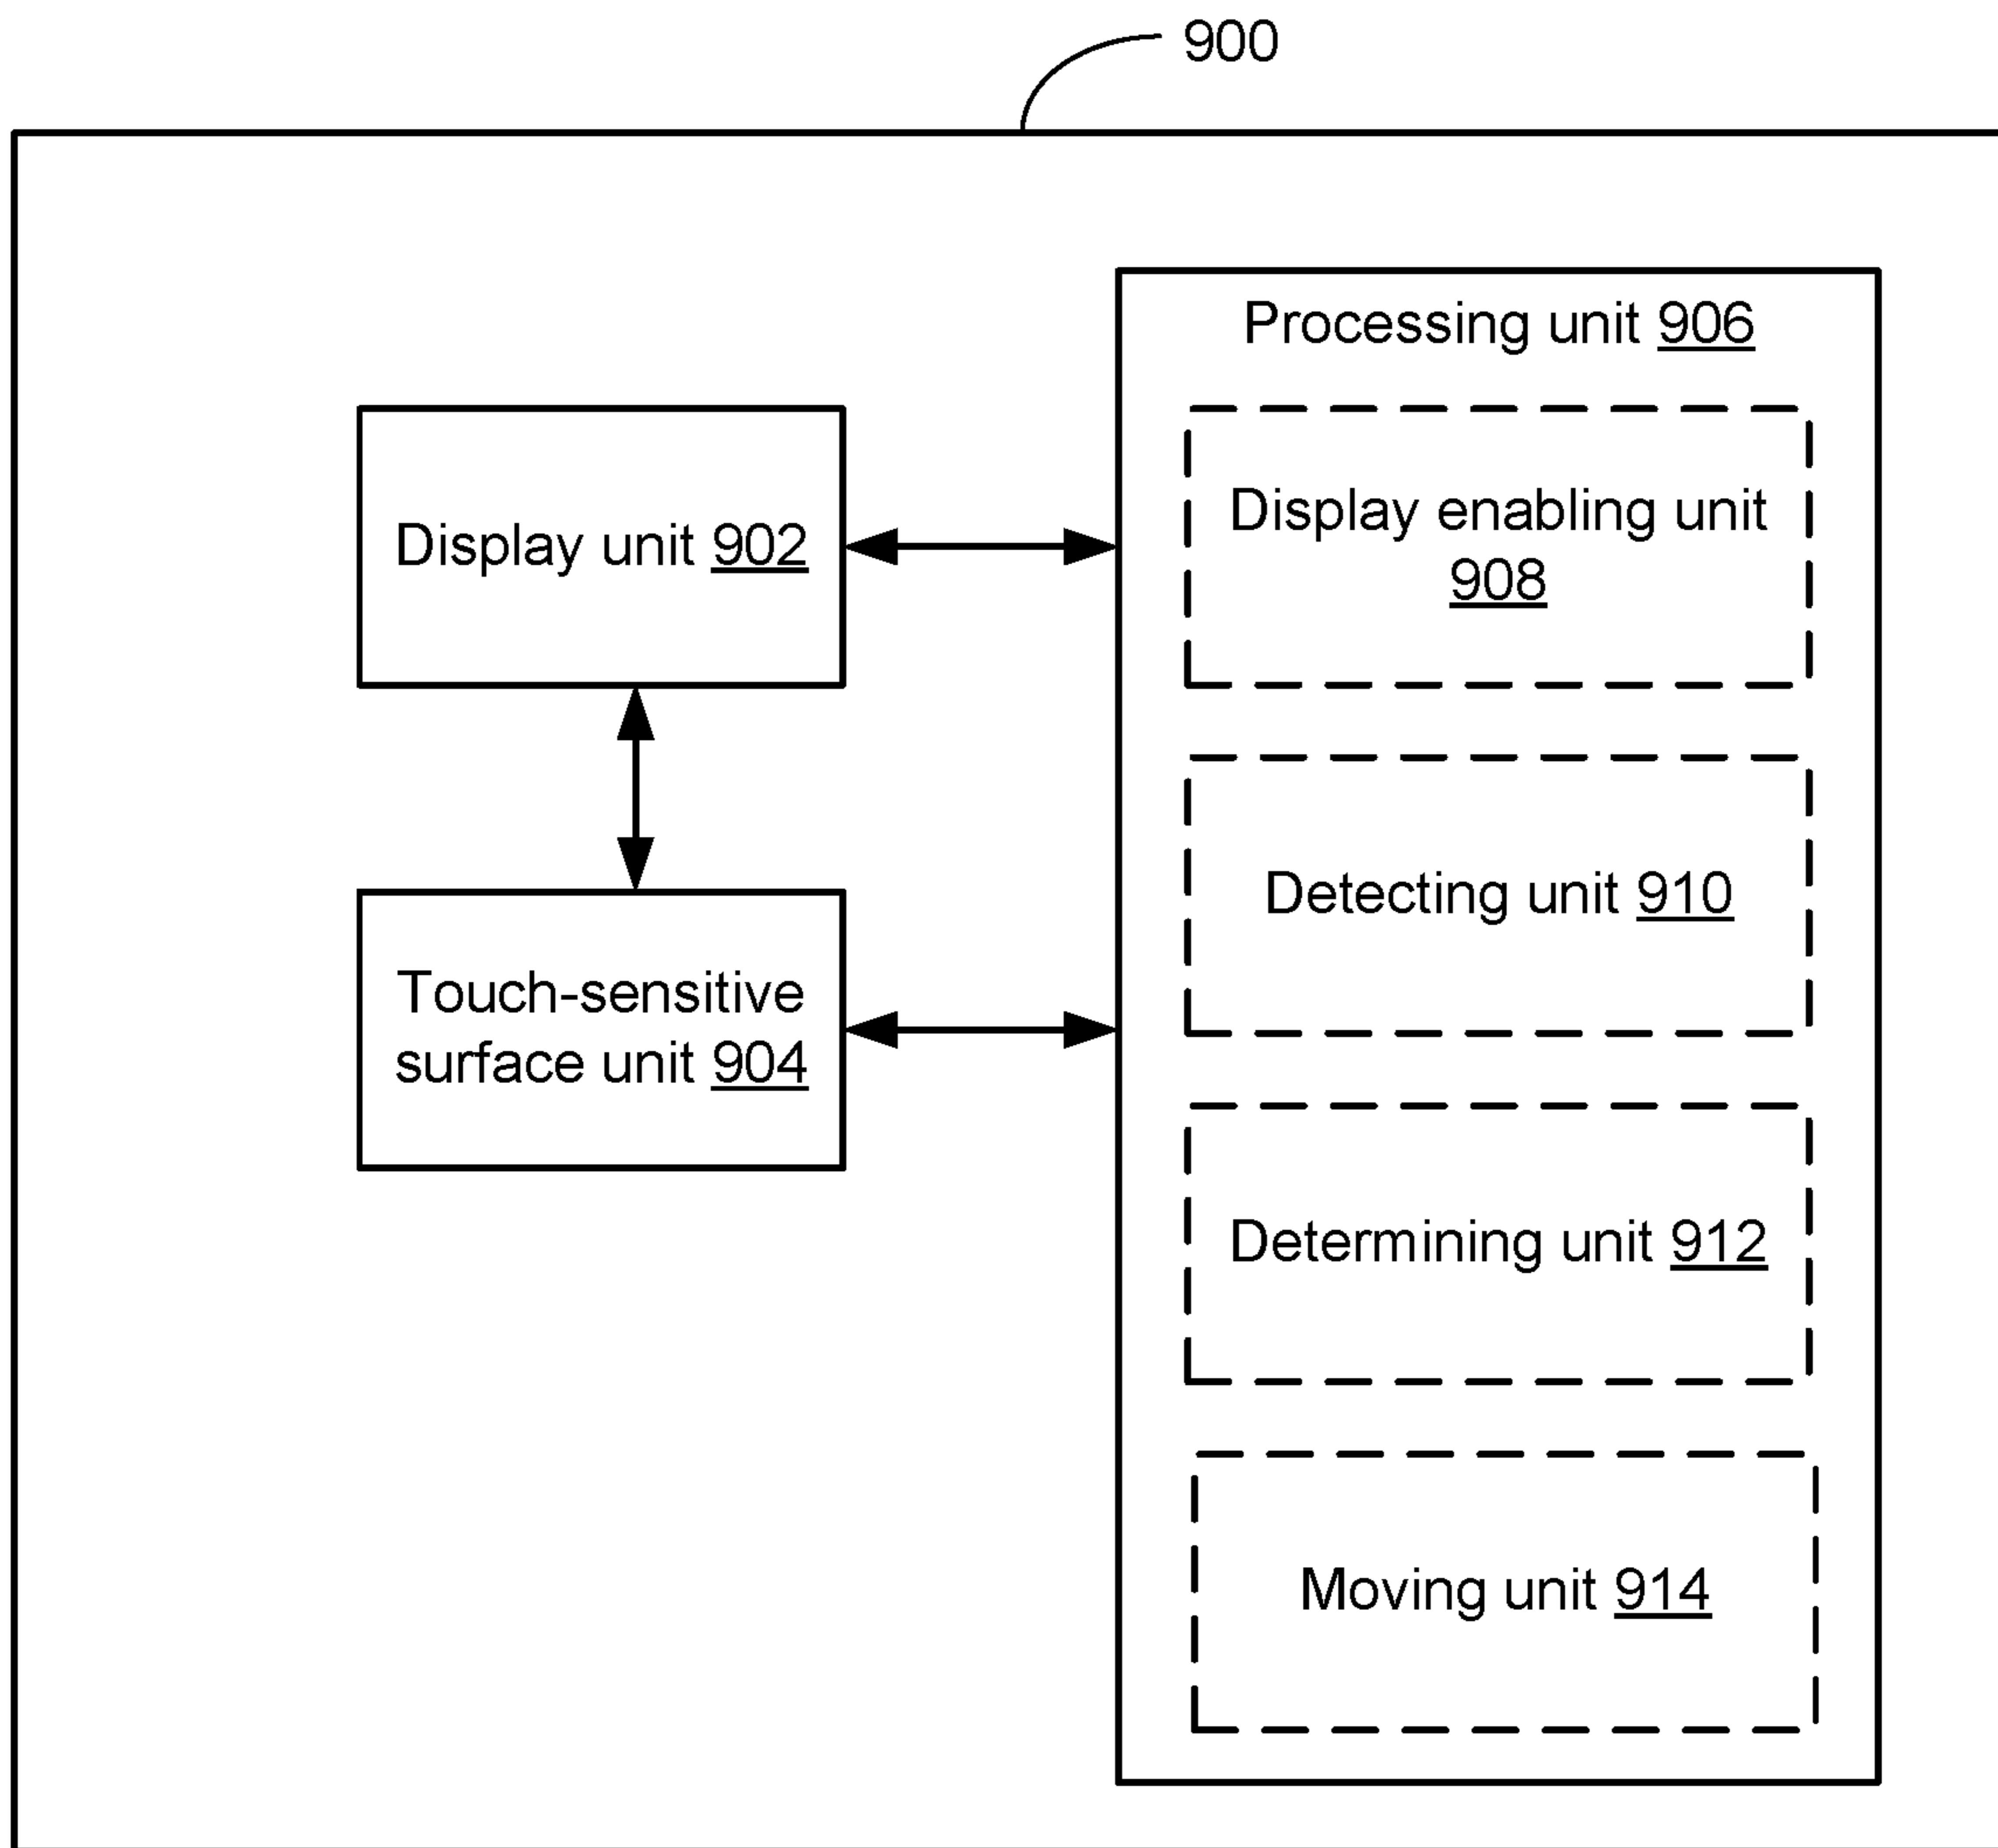 900
Processing unit 906
Display enabling unit
908
Display unit 902
Detecting unit 910
Touch-sensitive
surface unit 904
Determining unit 912
Moving unit 914